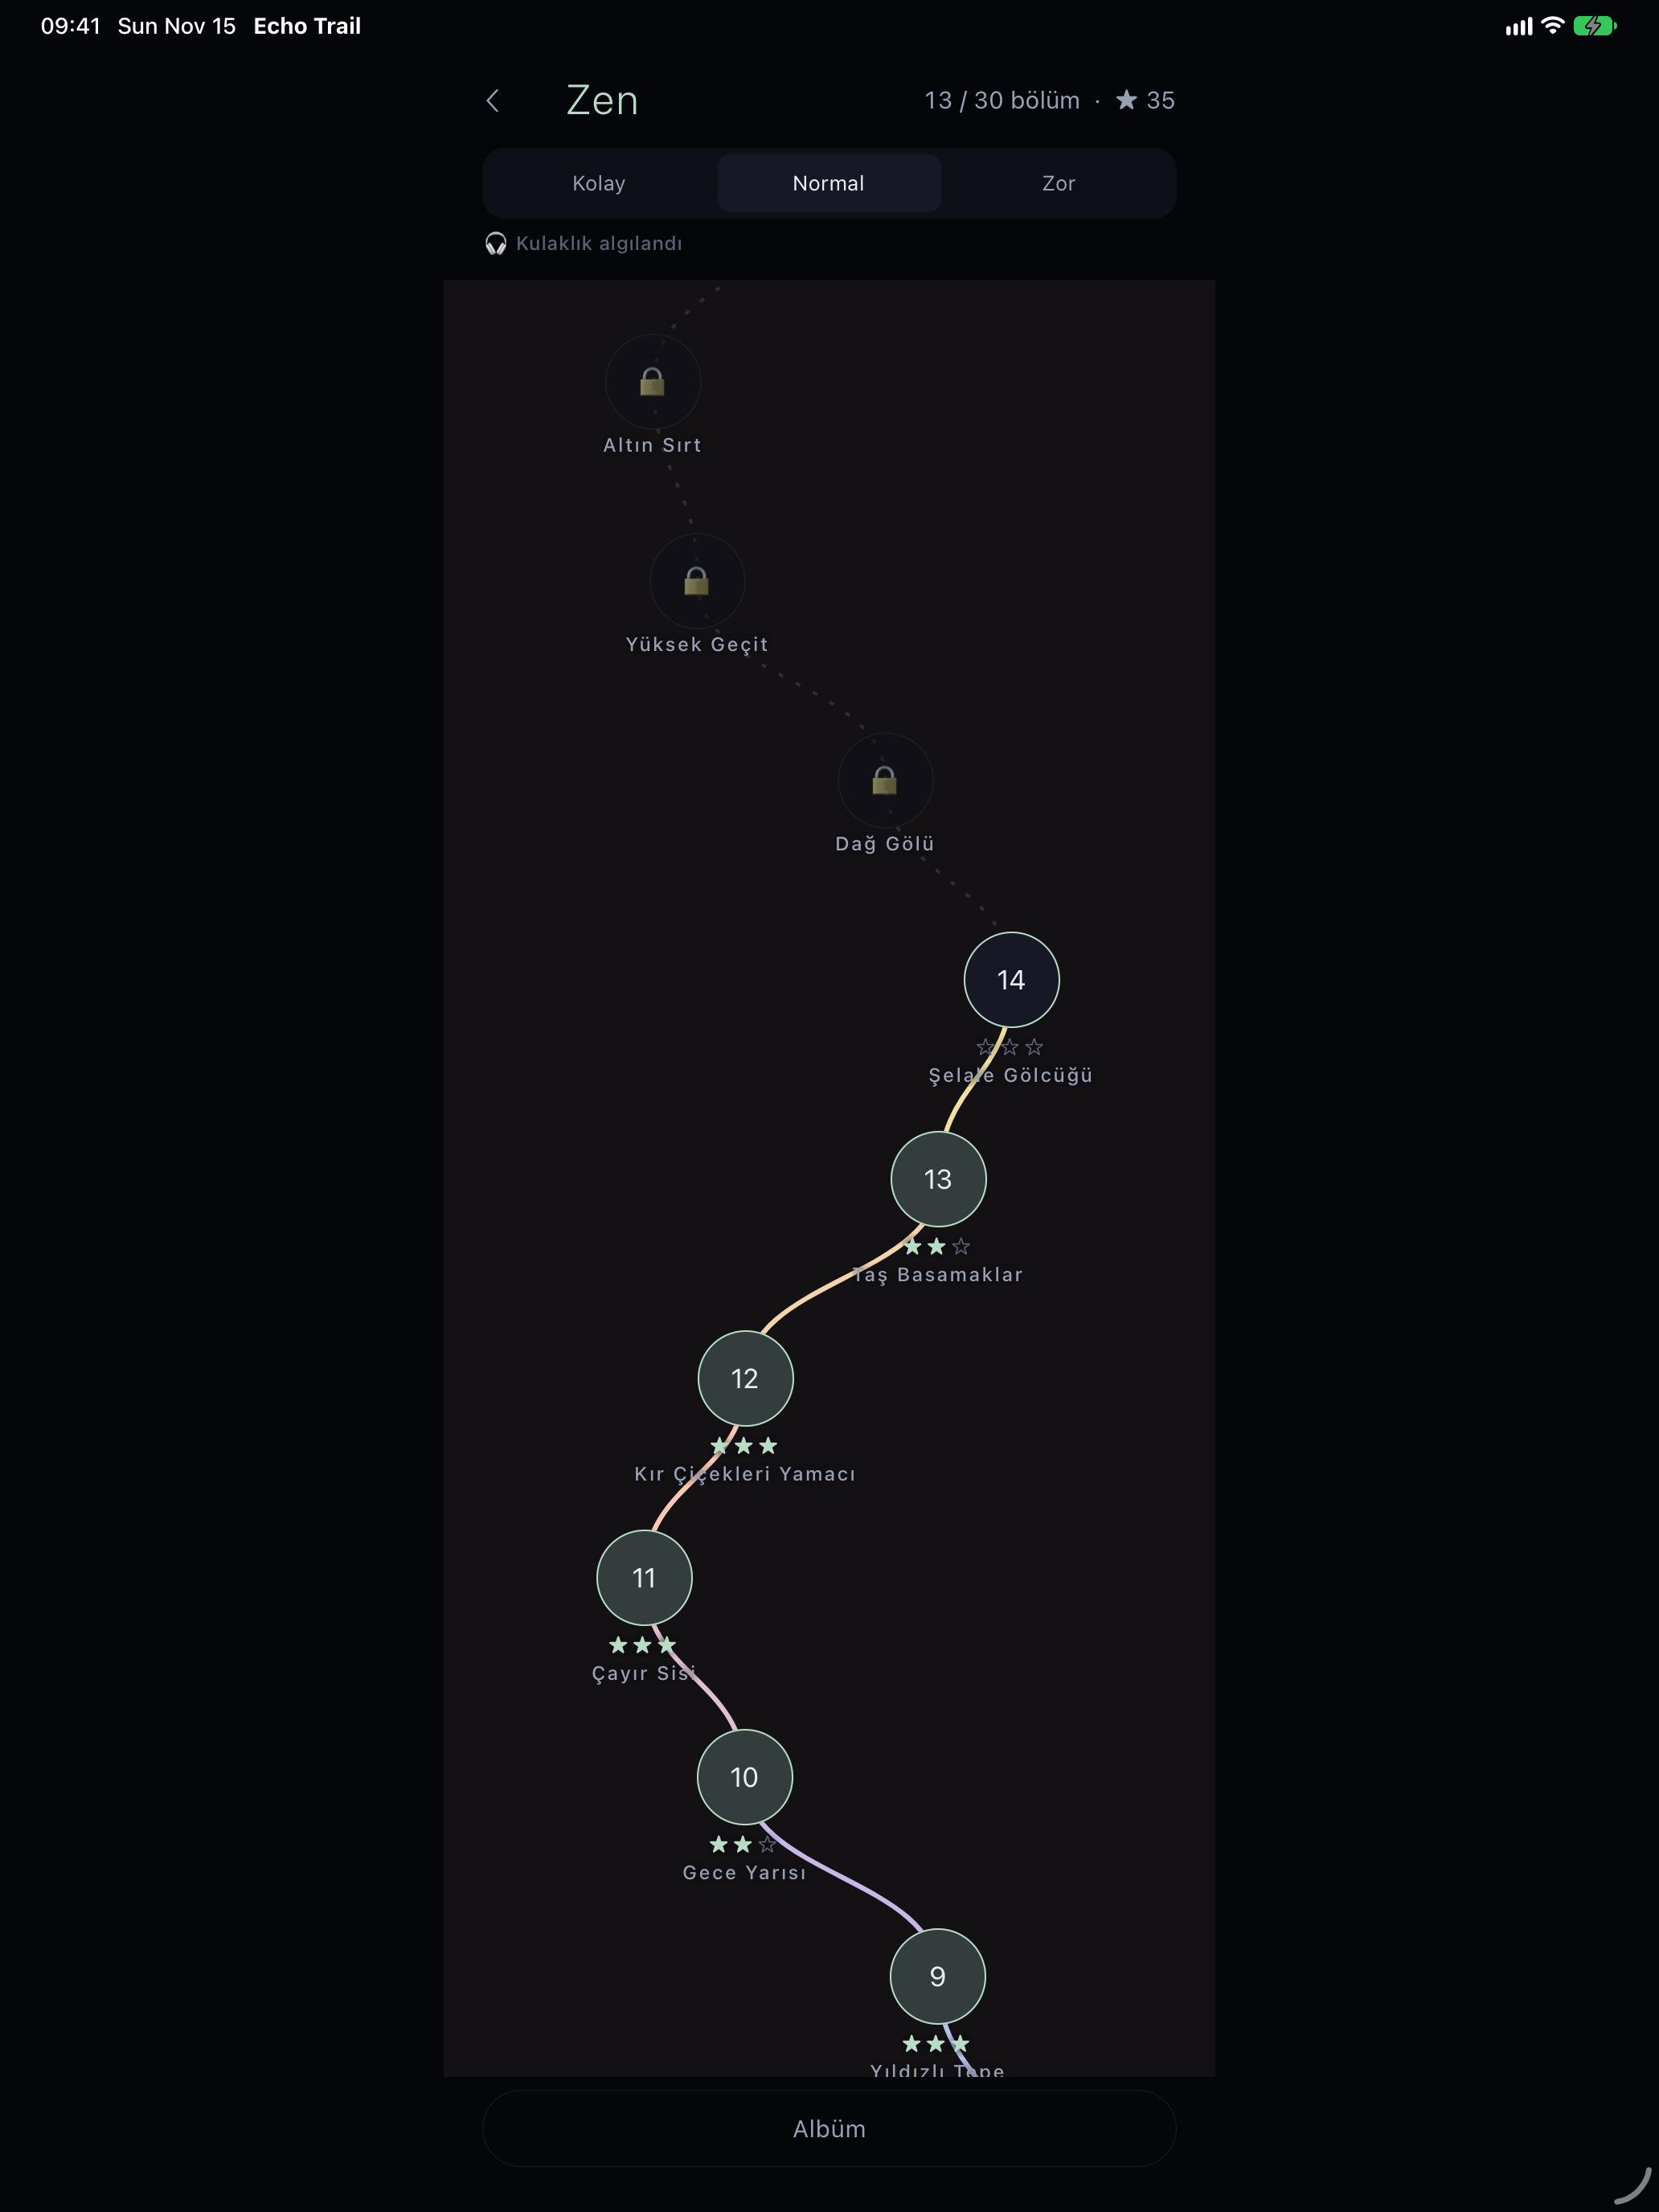 09:41 Sun Nov 15 Echo Trail
Zen
13 / 30 bölüm · ★ 35
Kolay Normal Zor
Kulaklık algılandı
Altın Sırt
Yüksek Geçit
Dağ Gölü
14
☆☆☆
Şelale Gölcüğü
13
★★☆
Taş Basamaklar
12
★★★
Kır Çiçekleri Yamacı
11
★★★
Çayır Sisi
10
★★☆
Gece Yarısı
9
★★★
Yıldızlı Tepe
Albüm